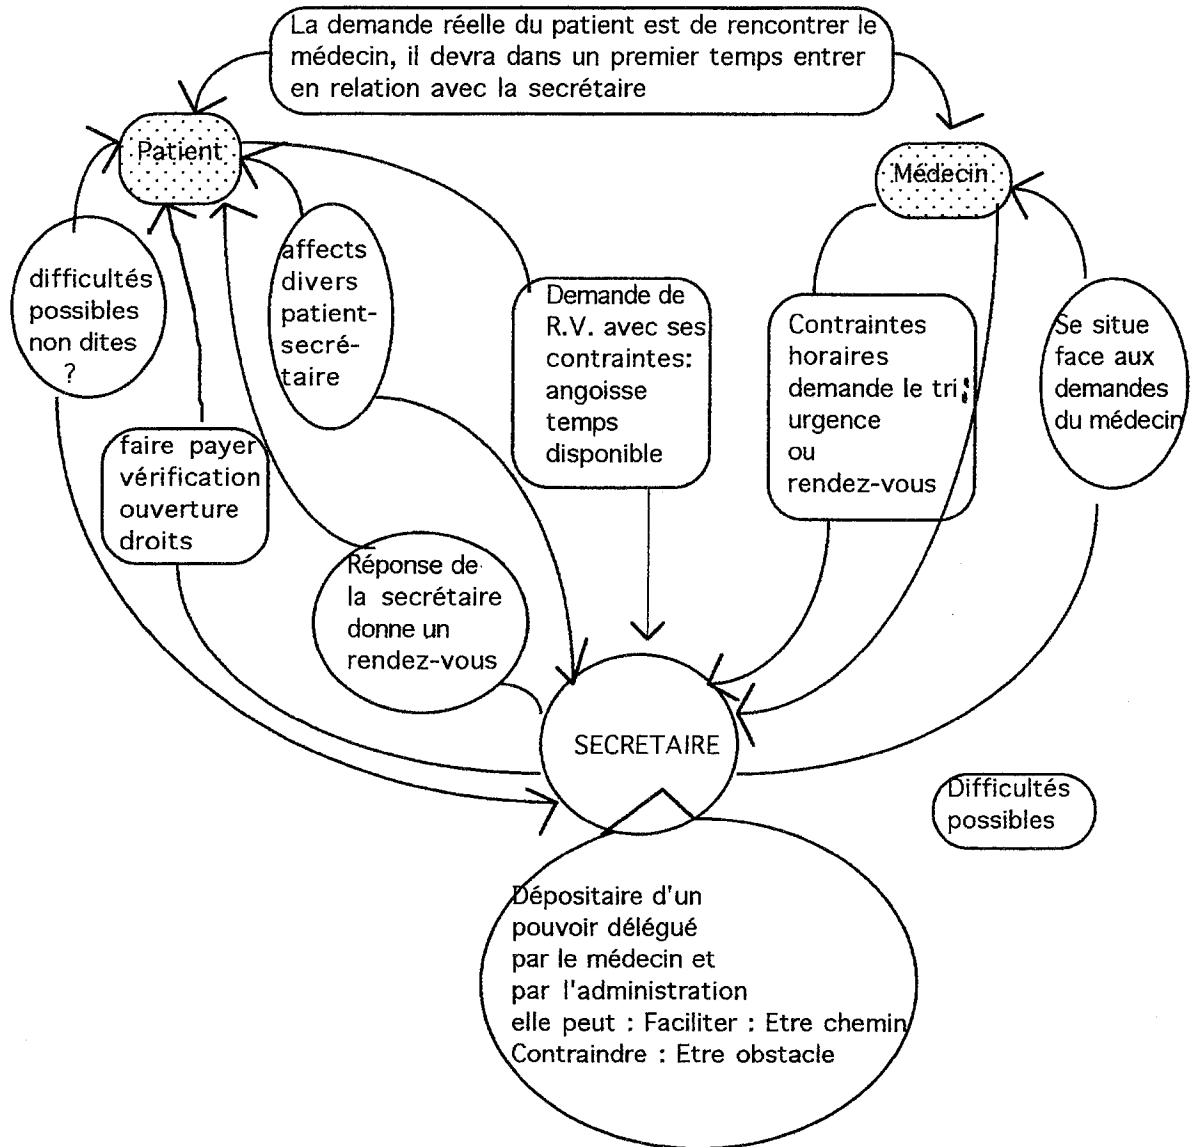 La demande réelle du patient est de rencontrer le
médecin, il devra dans un premier temps entrer
en relation avec la secrétaire
Patient
Médecin
difficultés
possibles
non dites
?
affects
divers
patient-
secré-
taire
Demande de
R.V. avec ses
contraintes:
angoisse
temps
disponible
Contraintes
horaires
demande le tri:
urgence
ou
rendez-vous
Se situe
face aux
demandes
du médecin
faire payer
vérification
ouverture
droits
Réponse de
la secrétaire
donne un
rendez-vous
SECRETAIRE
Difficultés
possibles
Dépositaire d'un
pouvoir délégué
par le médecin et
par l'administration
elle peut : Faciliter : Etre chemin
Contraindre : Etre obstacle